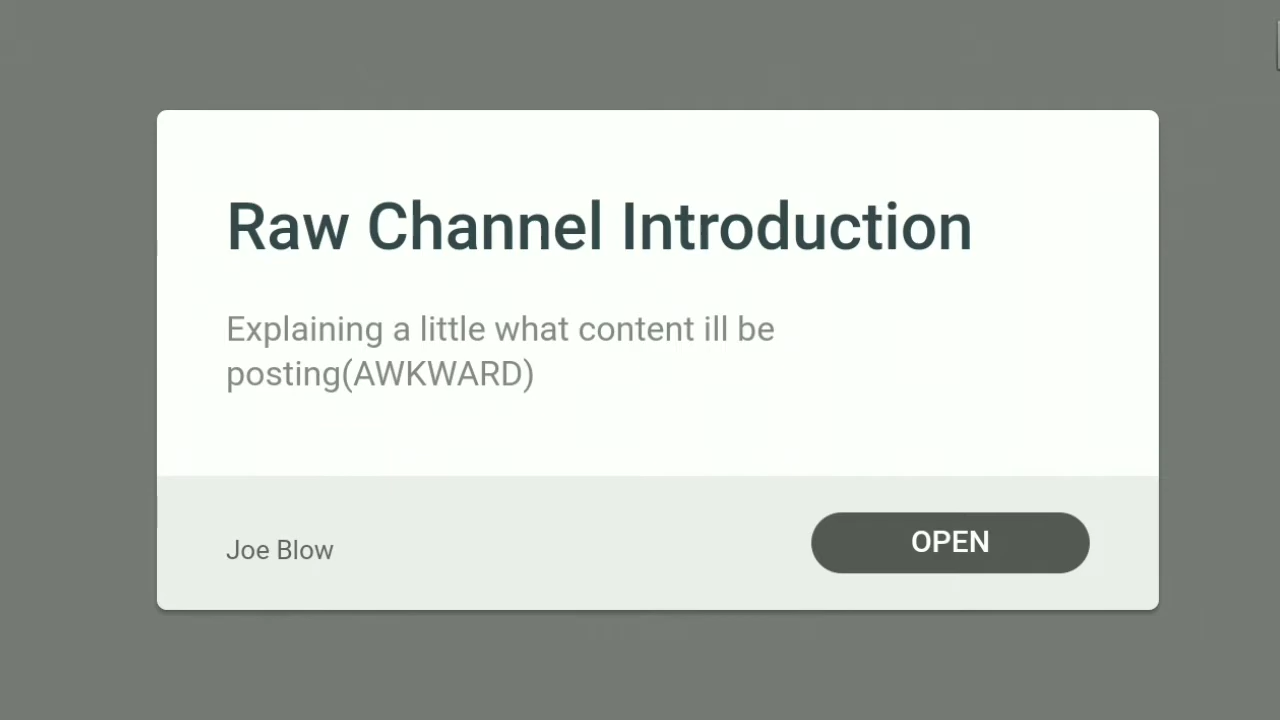 Raw Channel Introduction
Explaining a little what content ill be
posting(AWKWARD)
Joe Blow
OPEN